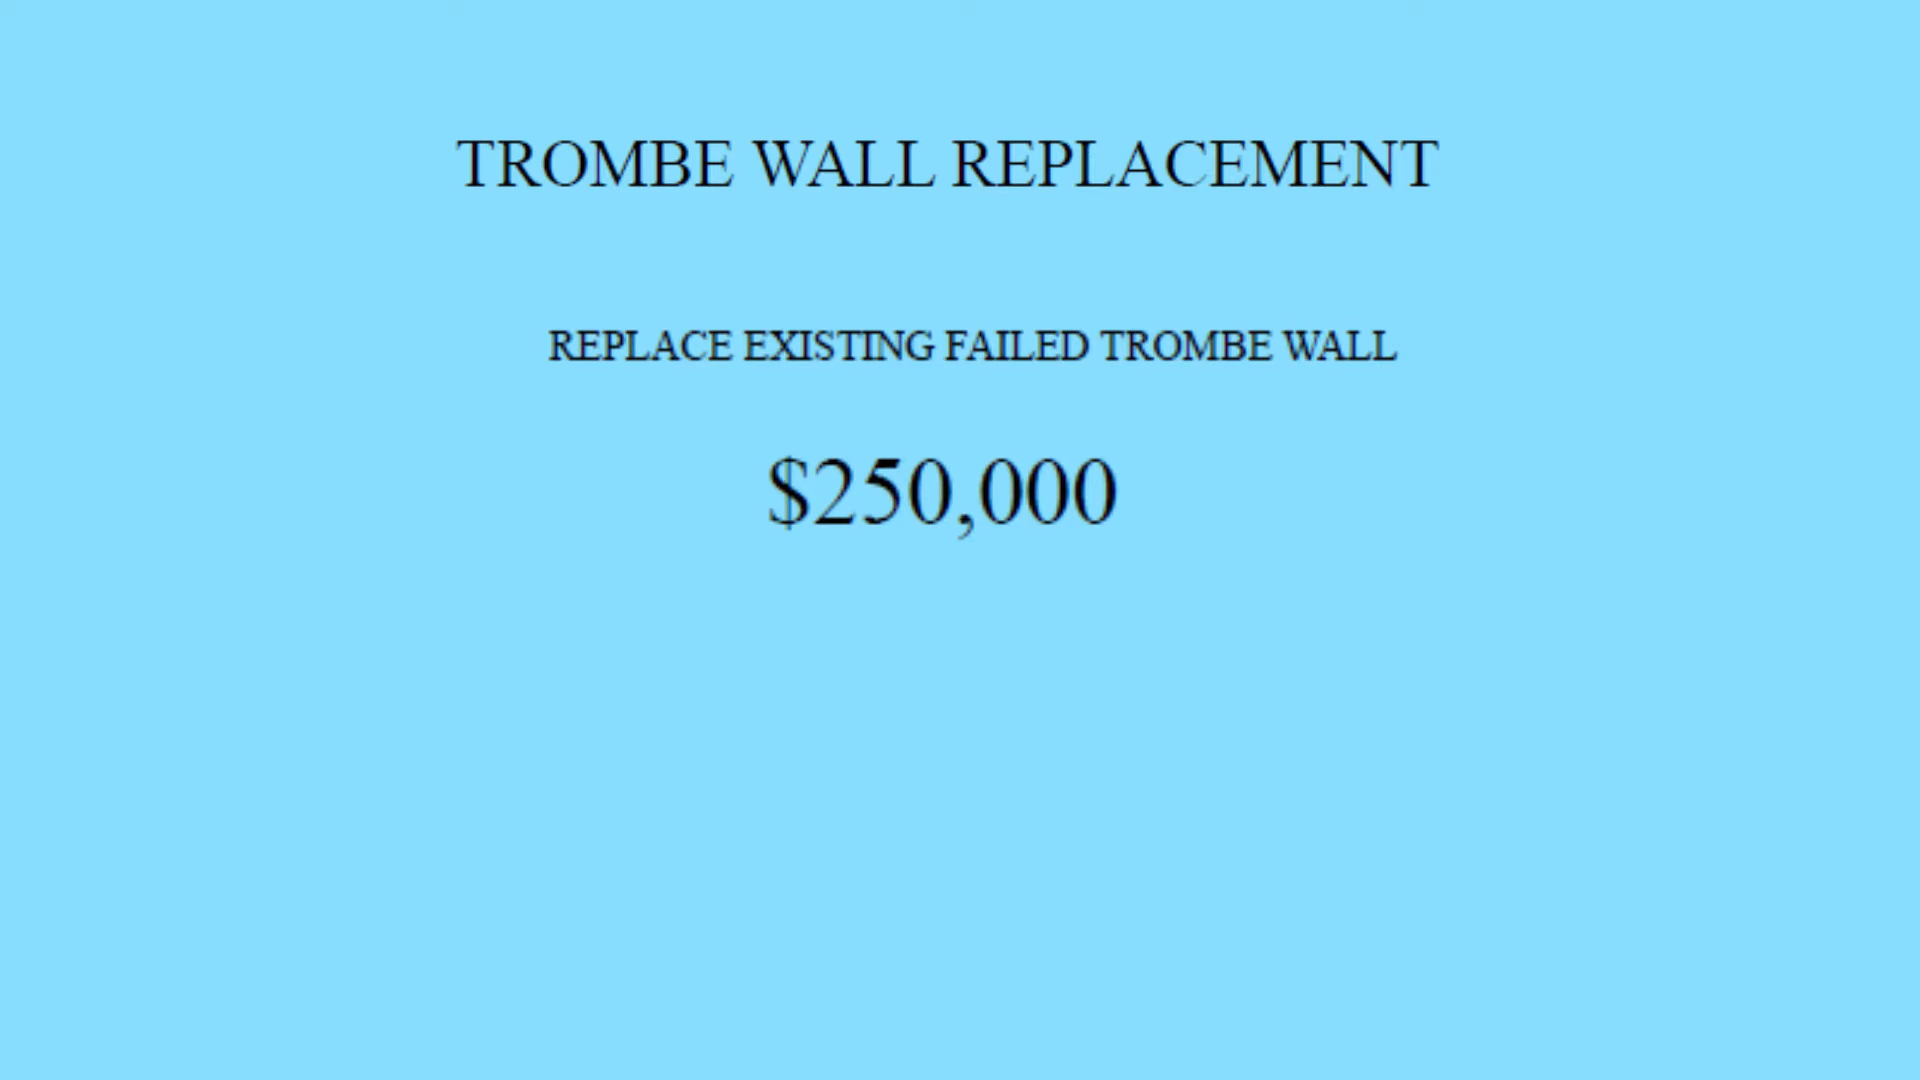 TROMBE WALL REPLACEMENT
REPLACE EXISTING FAILED TROMBE WALL
$250,000